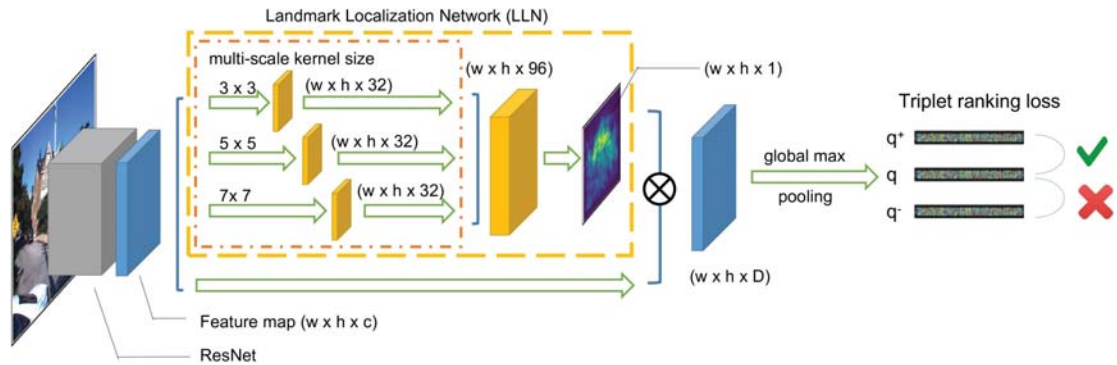 Landmark Localization Network (LLN)
multi-scale kernel size
(w x h x 96)
(w x h x 1)
3 x 3
(w x h x 32)
5 x 5
(w x h x 32)
7x 7
(w x h x 32)
Triplet ranking loss
q+
q
q-
global max
pooling
(w x h x D)
Feature map (w x h x c)
ResNet